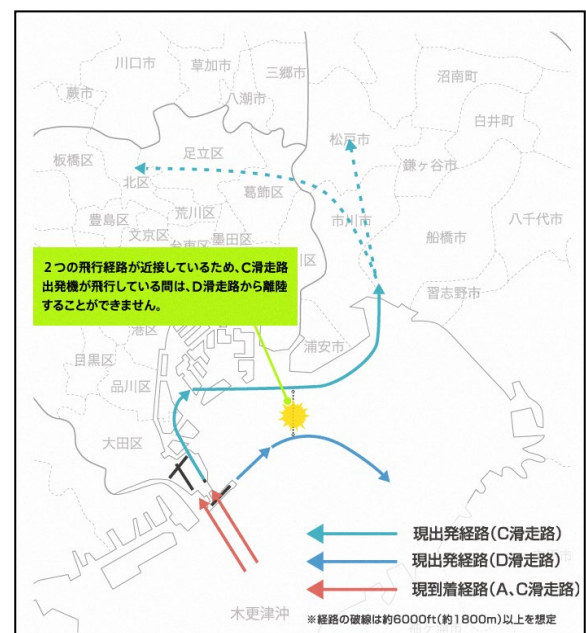 川口市
草加市
三郷市
沼南町
蕨市
八潮市
白井町
松戸市
足立区
板橋区
北区
鎌ヶ谷市
葛飾区
荒川区
豊島区
市川市
八千代市
文京区
墨田区
台東区
船橋市
２つの飛行経路が近接しているため、C滑走路
出発機が飛行している間は、D滑走路から離陸
することができません。
川区
習志野市
港区
浦安市
目黒区
品川区
大田区
現出発経路(C滑走路)
現出発経路(D滑走路)
現到着経路(A、C滑走路)
木更津沖
※経路の破線は約6000ft(約1800m)以上を想定